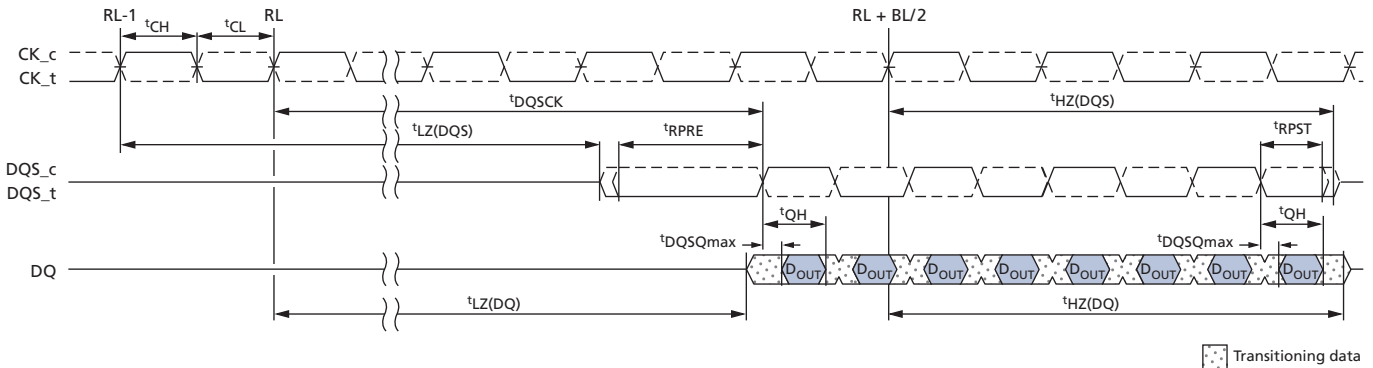 RL-1 RL RL + BL/2
tCH tCL
CK_c
CK_t
tDQSCK tHZ(DQS)
tLZ(DQS) tRPRE tRPST
DQS_c
DQS_t
tQH tQH
tDQSQmax tDQSQmax
DQ DOUT DOUT DOUT DOUT DOUT DOUT DOUT DOUT
tLZ(DQ) tHZ(DQ)
Transitioning data